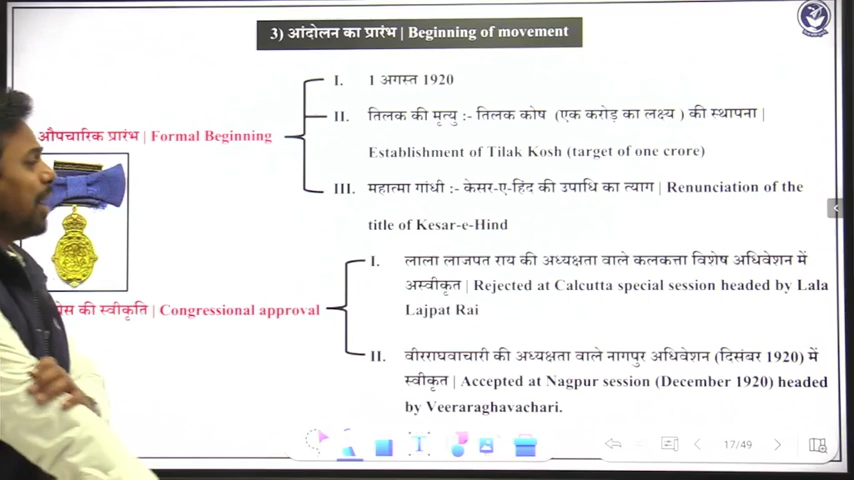 3) आंदोलन का प्रारंभ | Beginning of movement
औपचारिक प्रारंभ | Formal Beginning
I. 1 अगस्त 1920
II. तिलक की मृत्यु :- तिलक कोष (एक करोड़ का लक्ष्य ) की स्थापना |
Establishment of Tilak Kosh (target of one crore)
III. महात्मा गांधी :- केसर-ए-हिंद की उपाधि का त्याग | Renunciation of the
title of Kesar-e-Hind
की स्वीकृति | Congressional approval
I. लाला लाजपत राय की अध्यक्षता वाले कलकत्ता विशेष अधिवेशन में
अस्वीकृत | Rejected at Calcutta special session headed by Lala
Lajpat Rai
II. वीरराघवाचारी की अध्यक्षता वाले नागपुर अधिवेशन (दिसंबर 1920) में
स्वीकृत | Accepted at Nagpur session (December 1920) headed
by Veeraraghavachari.
17/49